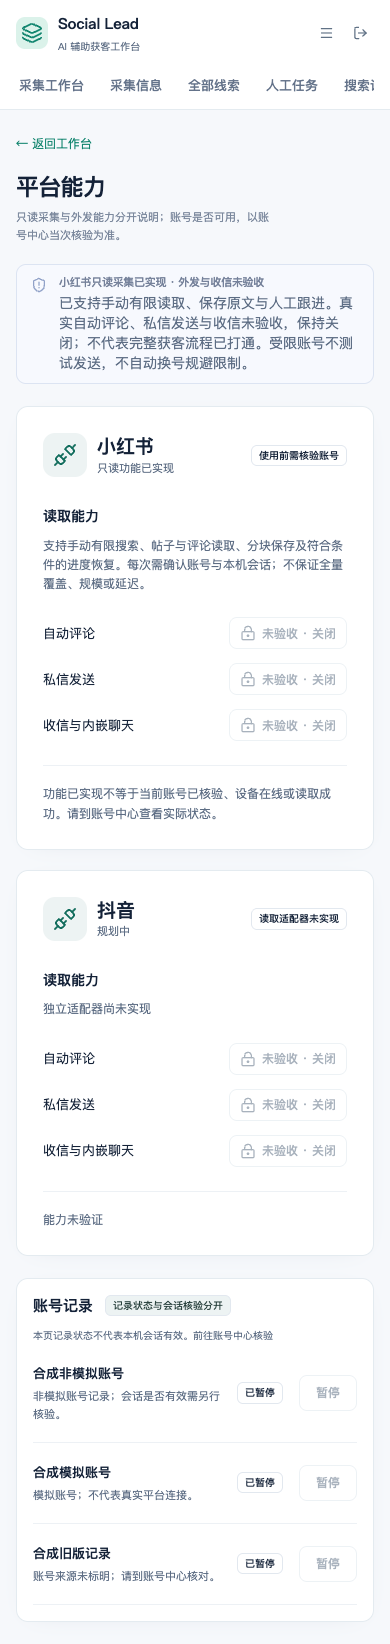 Social Lead
AI 辅助获客工作台
采集工作台 采集信息 全部线索 人工任务 搜索
← 返回工作台
平台能力
只读采集与外发能力分开说明；账号是否可用，以账
号中心当次核验为准。
小红书只读采集已实现 · 外发与收信未验收
已支持手动有限读取、保存原文与人工跟进。真
实自动评论、私信发送与收信未验收，保持关
闭；不代表完整获客流程已打通。受限账号不测
试发送，不自动换号规避限制。
小红书
只读功能已实现
使用前需核验账号
读取能力
支持手动有限搜索、帖子与评论读取、分块保存及符合条
件的进度恢复。每次需确认账号与本机会话；不保证全量
覆盖、规模或延迟。
自动评论 未验收 · 关闭
私信发送 未验收 · 关闭
收信与内嵌聊天 未验收 · 关闭
功能已实现不等于当前账号已核验、设备在线或读取成
功。请到账号中心查看实际状态。
抖音
规划中
读取适配器未实现
读取能力
独立适配器尚未实现
自动评论 未验收 · 关闭
私信发送 未验收 · 关闭
收信与内嵌聊天 未验收 · 关闭
能力未验证
账号记录 记录状态与会话核验分开
本页记录状态不代表本机会话有效。前往账号中心核验
合成非模拟账号
非模拟账号记录；会话是否有效需另行
核验。
已暂停 暂停
合成模拟账号
模拟账号；不代表真实平台连接。
已暂停 暂停
合成旧版记录
账号来源未标明；请到账号中心核对。
已暂停 暂停